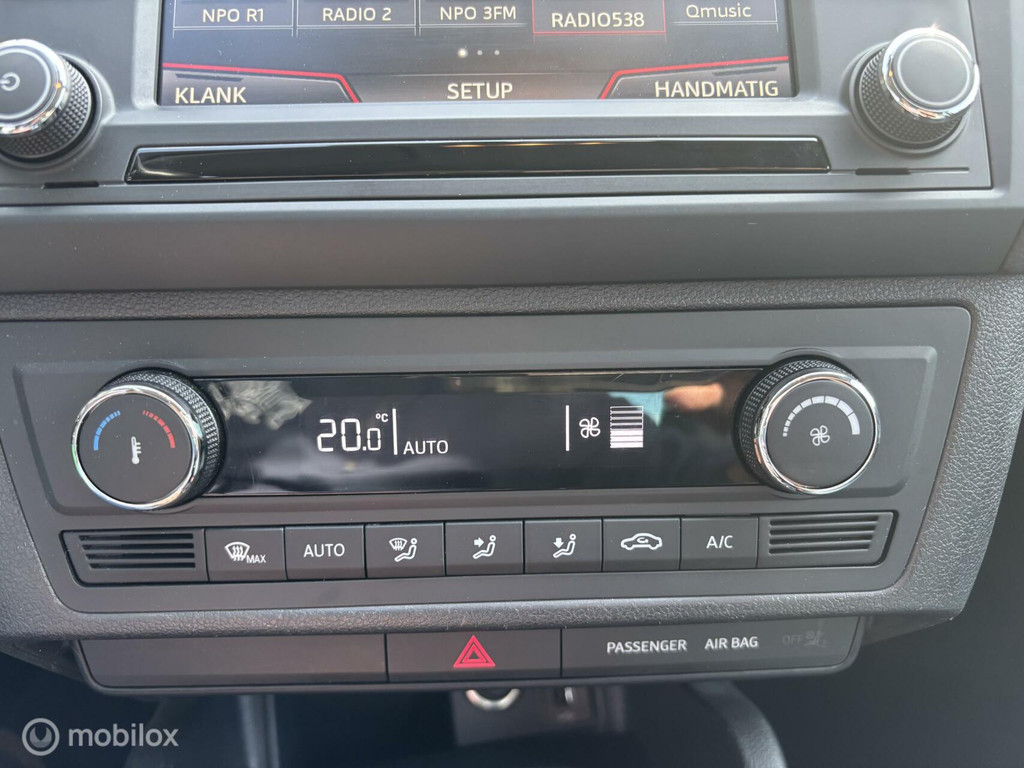 NPO R1 RADIO 2 NPO 3FM RADIO538 Qmusic
KLANK SETUP HANDMATIG
20.0°C AUTO
MAX AUTO A/C
PASSENGER AIR BAG OFF
mobilox